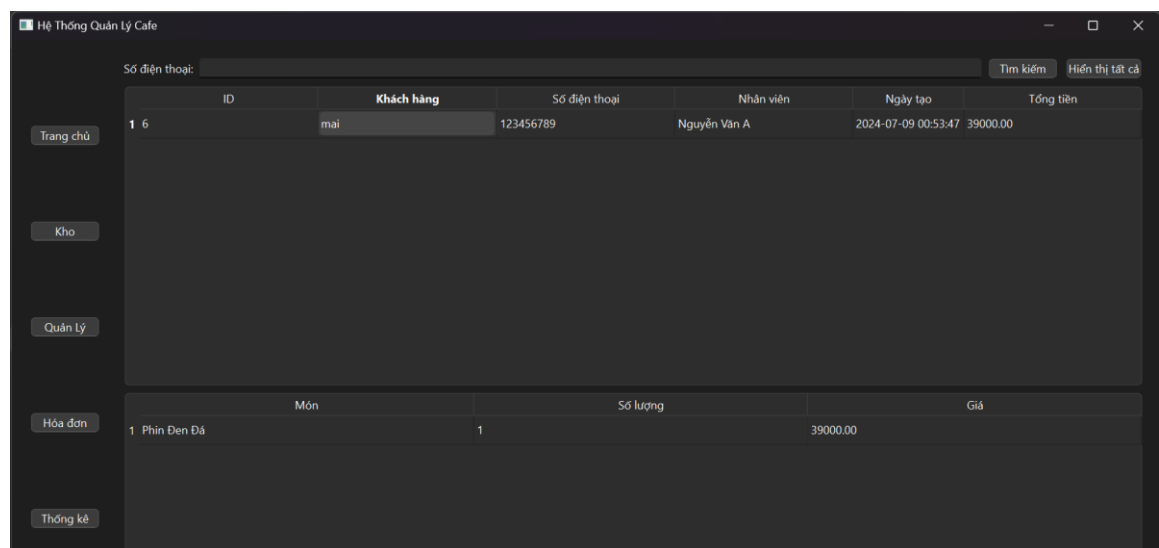 Hệ Thống Quản Lý Cafe
Số điện thoại: Tìm kiếm Hiển thị tất cả
ID Khách hàng Số điện thoại Nhân viên Ngày tạo Tổng tiền
1 6 mai 123456789 Nguyễn Văn A 2024-07-09 00:53:47 39000.00
Trang chủ
Kho
Quản Lý
Hóa đơn
Thống kê
Món Số lượng Giá
1 Phin Đen Đá 1 39000.00